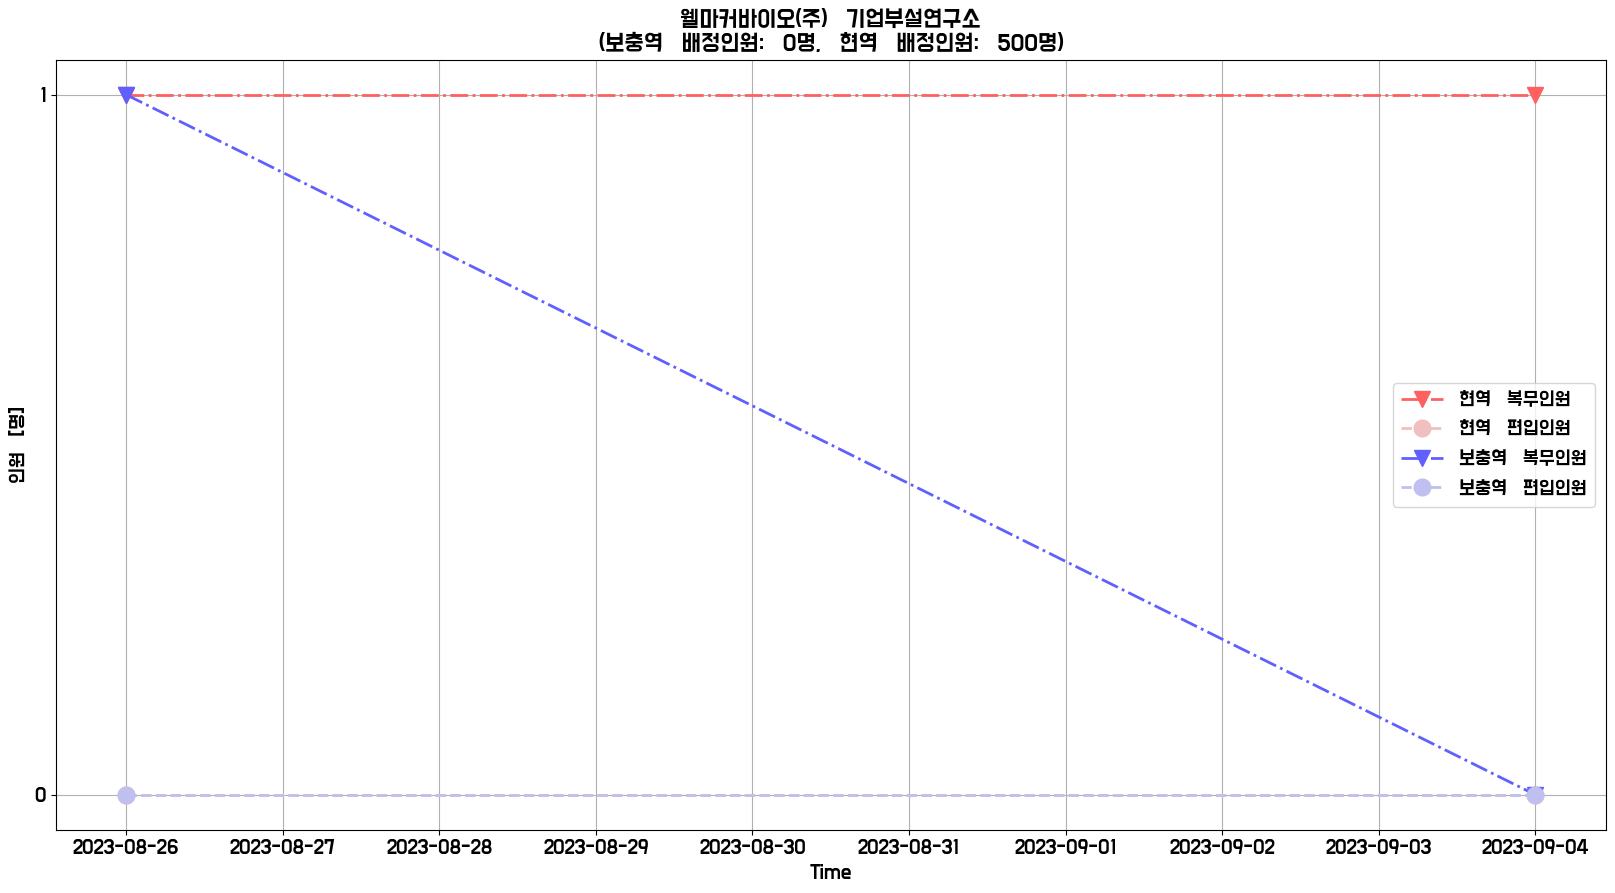 웰마커바이오(주) 기업부설연구소
(보충역 배정인원: 0명, 현역 배정인원: 500명)
1
0
인원 [명]
현역 복무인원
현역 편입인원
보충역 복무인원
보충역 편입인원
2023-08-26 2023-08-27 2023-08-28 2023-08-29 2023-08-30 2023-08-31 2023-09-01 2023-09-02 2023-09-03 2023-09-04
Time